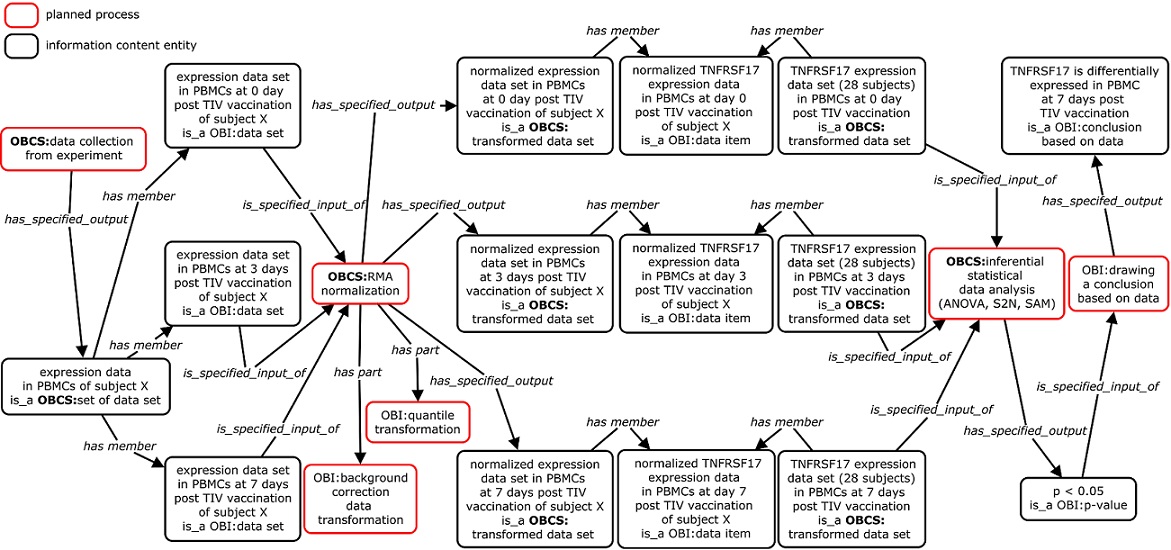 planned process
information content entity
OBCS:data collection
from experiment
has_specified_output
expression data
in PBMCs of subject X
is_a OBCS:set of data set
has member
has member
has member
expression data set
in PBMCs at 0 day
post TIV vaccination
of subject X
is_a OBI:data set
expression data set
in PBMCs at 3 days
post TIV vaccination
of subject X
is_a OBI:data set
expression data set
in PBMCs at 7 days
post TIV vaccination
of subject X
is_a OBI:data set
is_specified_input_of
is_specified_input_of
is_specified_input_of
OBCS:RMA
normalization
has part
has part
OBI:quantile
transformation
OBI:background
correction
data
transformation
has_specified_output
has_specified_output
has_specified_output
normalized expression
data set in PBMCs
at 0 day post TIV
vaccination of subject X
is_a OBCS:
transformed data set
has member
normalized TNFRSF17
expression data
in PBMCs at day 0
post TIV vaccination
of subject X
is_a OBI:data item
has member
TNFRSF17 expression
data set (28 subjects)
in PBMCs at 0 day
post TIV vaccination
is_a OBCS:
transformed data set
normalized expression
data set in PBMCs
at 3 days post TIV
vaccination of subject X
is_a OBCS:
transformed data set
has member
normalized TNFRSF17
expression data
in PBMCs at day 3
post TIV vaccination
of subject X
is_a OBI:data item
has member
TNFRSF17 expression
data set (28 subjects)
in PBMCs at 3 days
post TIV vaccination
is_a OBCS:
transformed data set
normalized expression
data set in PBMCs
at 7 days post TIV
vaccination of subject X
is_a OBCS:
transformed data set
has member
normalized TNFRSF17
expression data
in PBMCs at day 7
post TIV vaccination
of subject X
is_a OBI:data item
has member
TNFRSF17 expression
data set (28 subjects)
in PBMCs at 7 days
post TIV vaccination
is_a OBCS:
transformed data set
is_specified_input_of
is_specified_input_of
is_specified_input_of
OBCS:inferential
statistical
data analysis
(ANOVA, S2N, SAM)
has_specified_output
p < 0.05
is_a OBI:p-value
is_specified_input_of
OBI:drawing
a conclusion
based on data
has_specified_output
TNFRSF17 is differentially
expressed in PBMC
at 7 days post
TIV vaccination
is_a OBI:conclusion
based on data